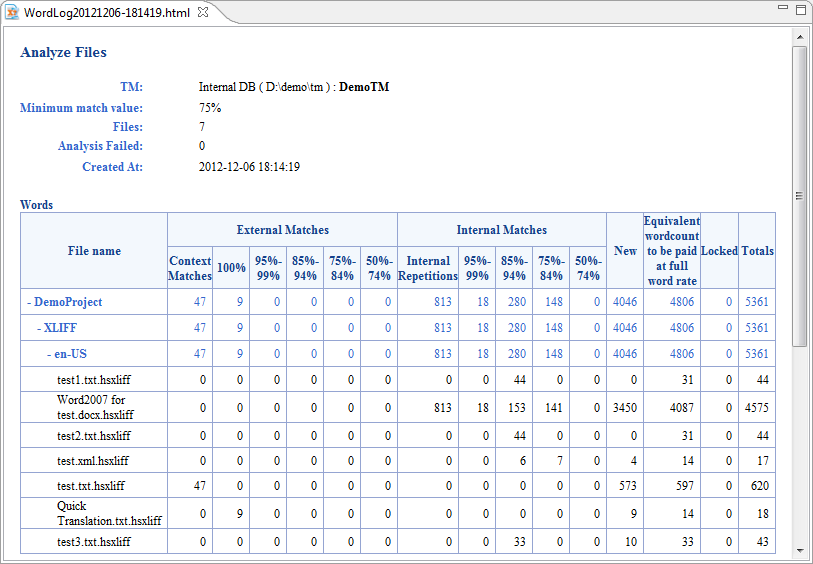 WordLog20121206-181419.html
Analyze Files
TM: Internal DB ( D:\demo\tm ) : DemoTM
Minimum match value: 75%
Files: 7
Analysis Failed: 0
Created At: 2012-12-06 18:14:19
Words
File name External Matches Internal Matches New Equivalent wordcount to be paid at full word rate Locked Totals
Context Matches 100% 95%-99% 85%-94% 75%-84% 50%-74% Internal Repetitions 95%-99% 85%-94% 75%-84% 50%-74%
- DemoProject 47 9 0 0 0 0 813 18 280 148 0 4046 4806 0 5361
- XLIFF 47 9 0 0 0 0 813 18 280 148 0 4046 4806 0 5361
- en-US 47 9 0 0 0 0 813 18 280 148 0 4046 4806 0 5361
test1.txt.hsxliff 0 0 0 0 0 0 0 0 44 0 0 0 31 0 44
Word2007 for test.docx.hsxliff 0 0 0 0 0 0 813 18 153 141 0 3450 4087 0 4575
test2.txt.hsxliff 0 0 0 0 0 0 0 0 44 0 0 0 31 0 44
test.xml.hsxliff 0 0 0 0 0 0 0 0 6 7 0 4 14 0 17
test.txt.hsxliff 47 0 0 0 0 0 0 0 0 0 0 573 597 0 620
Quick Translation.txt.hsxliff 0 9 0 0 0 0 0 0 0 0 0 9 14 0 18
test3.txt.hsxliff 0 0 0 0 0 0 0 0 33 0 0 10 33 0 43